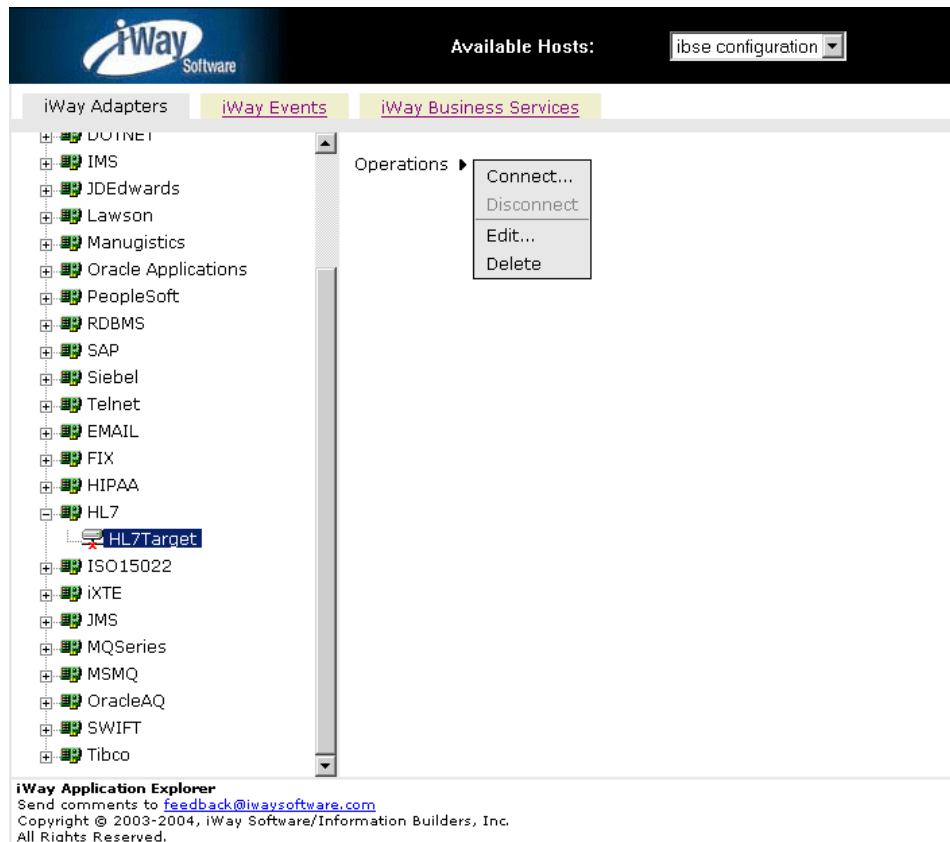 iWay
Software
Available Hosts:
ibse configuration
iWay Adapters
iWay Events
iWay Business Services
DOTNET
IMS
JDEdwards
Lawson
Manugistics
Oracle Applications
PeopleSoft
RDBMS
SAP
Siebel
Telnet
EMAIL
FIX
HIPAA
HL7
HL7Target
ISO15022
iXTE
JMS
MQSeries
MSMQ
OracleAQ
SWIFT
Tibco
Operations
Connect...
Disconnect
Edit...
Delete
iWay Application Explorer
Send comments to feedback@iwaysoftware.com
Copyright © 2003-2004, iWay Software/Information Builders, Inc.
All Rights Reserved.